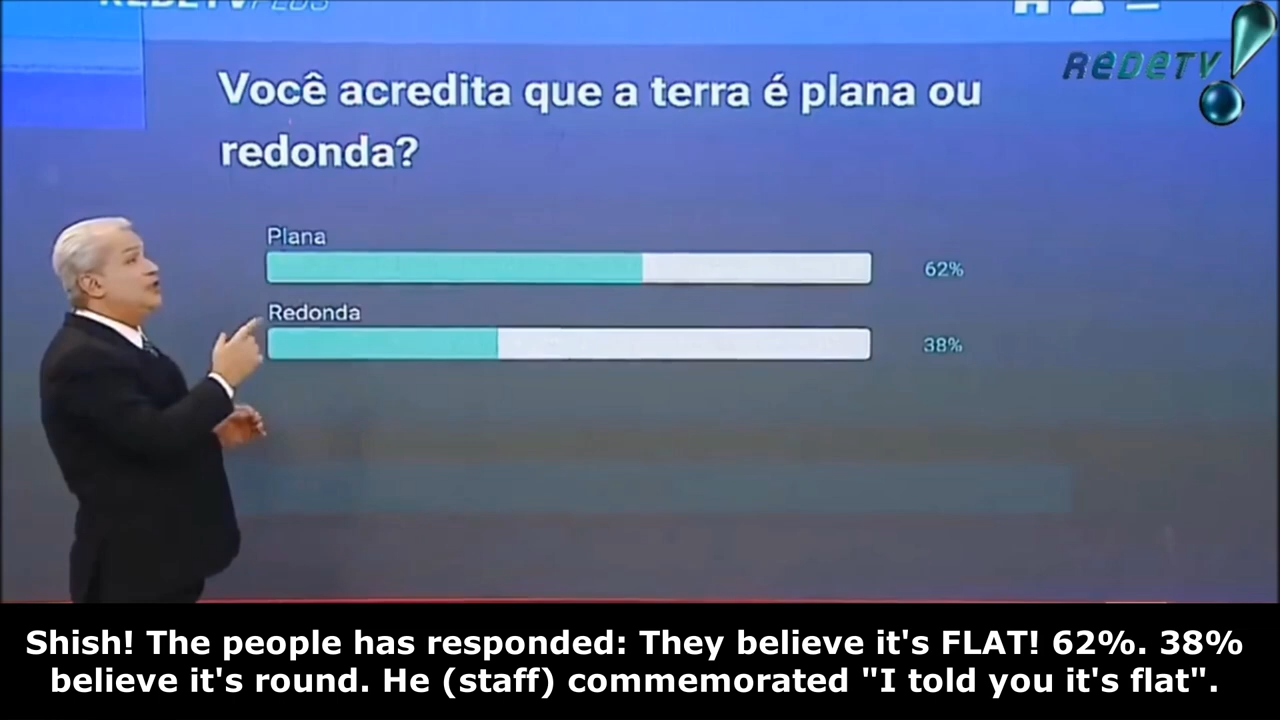 REDETVPLUS
REDETV!
Você acredita que a terra é plana ou
redonda?
Plana
62%
Redonda
38%
Shish! The people has responded: They believe it's FLAT! 62%. 38%
believe it's round. He (staff) commemorated "I told you it's flat".